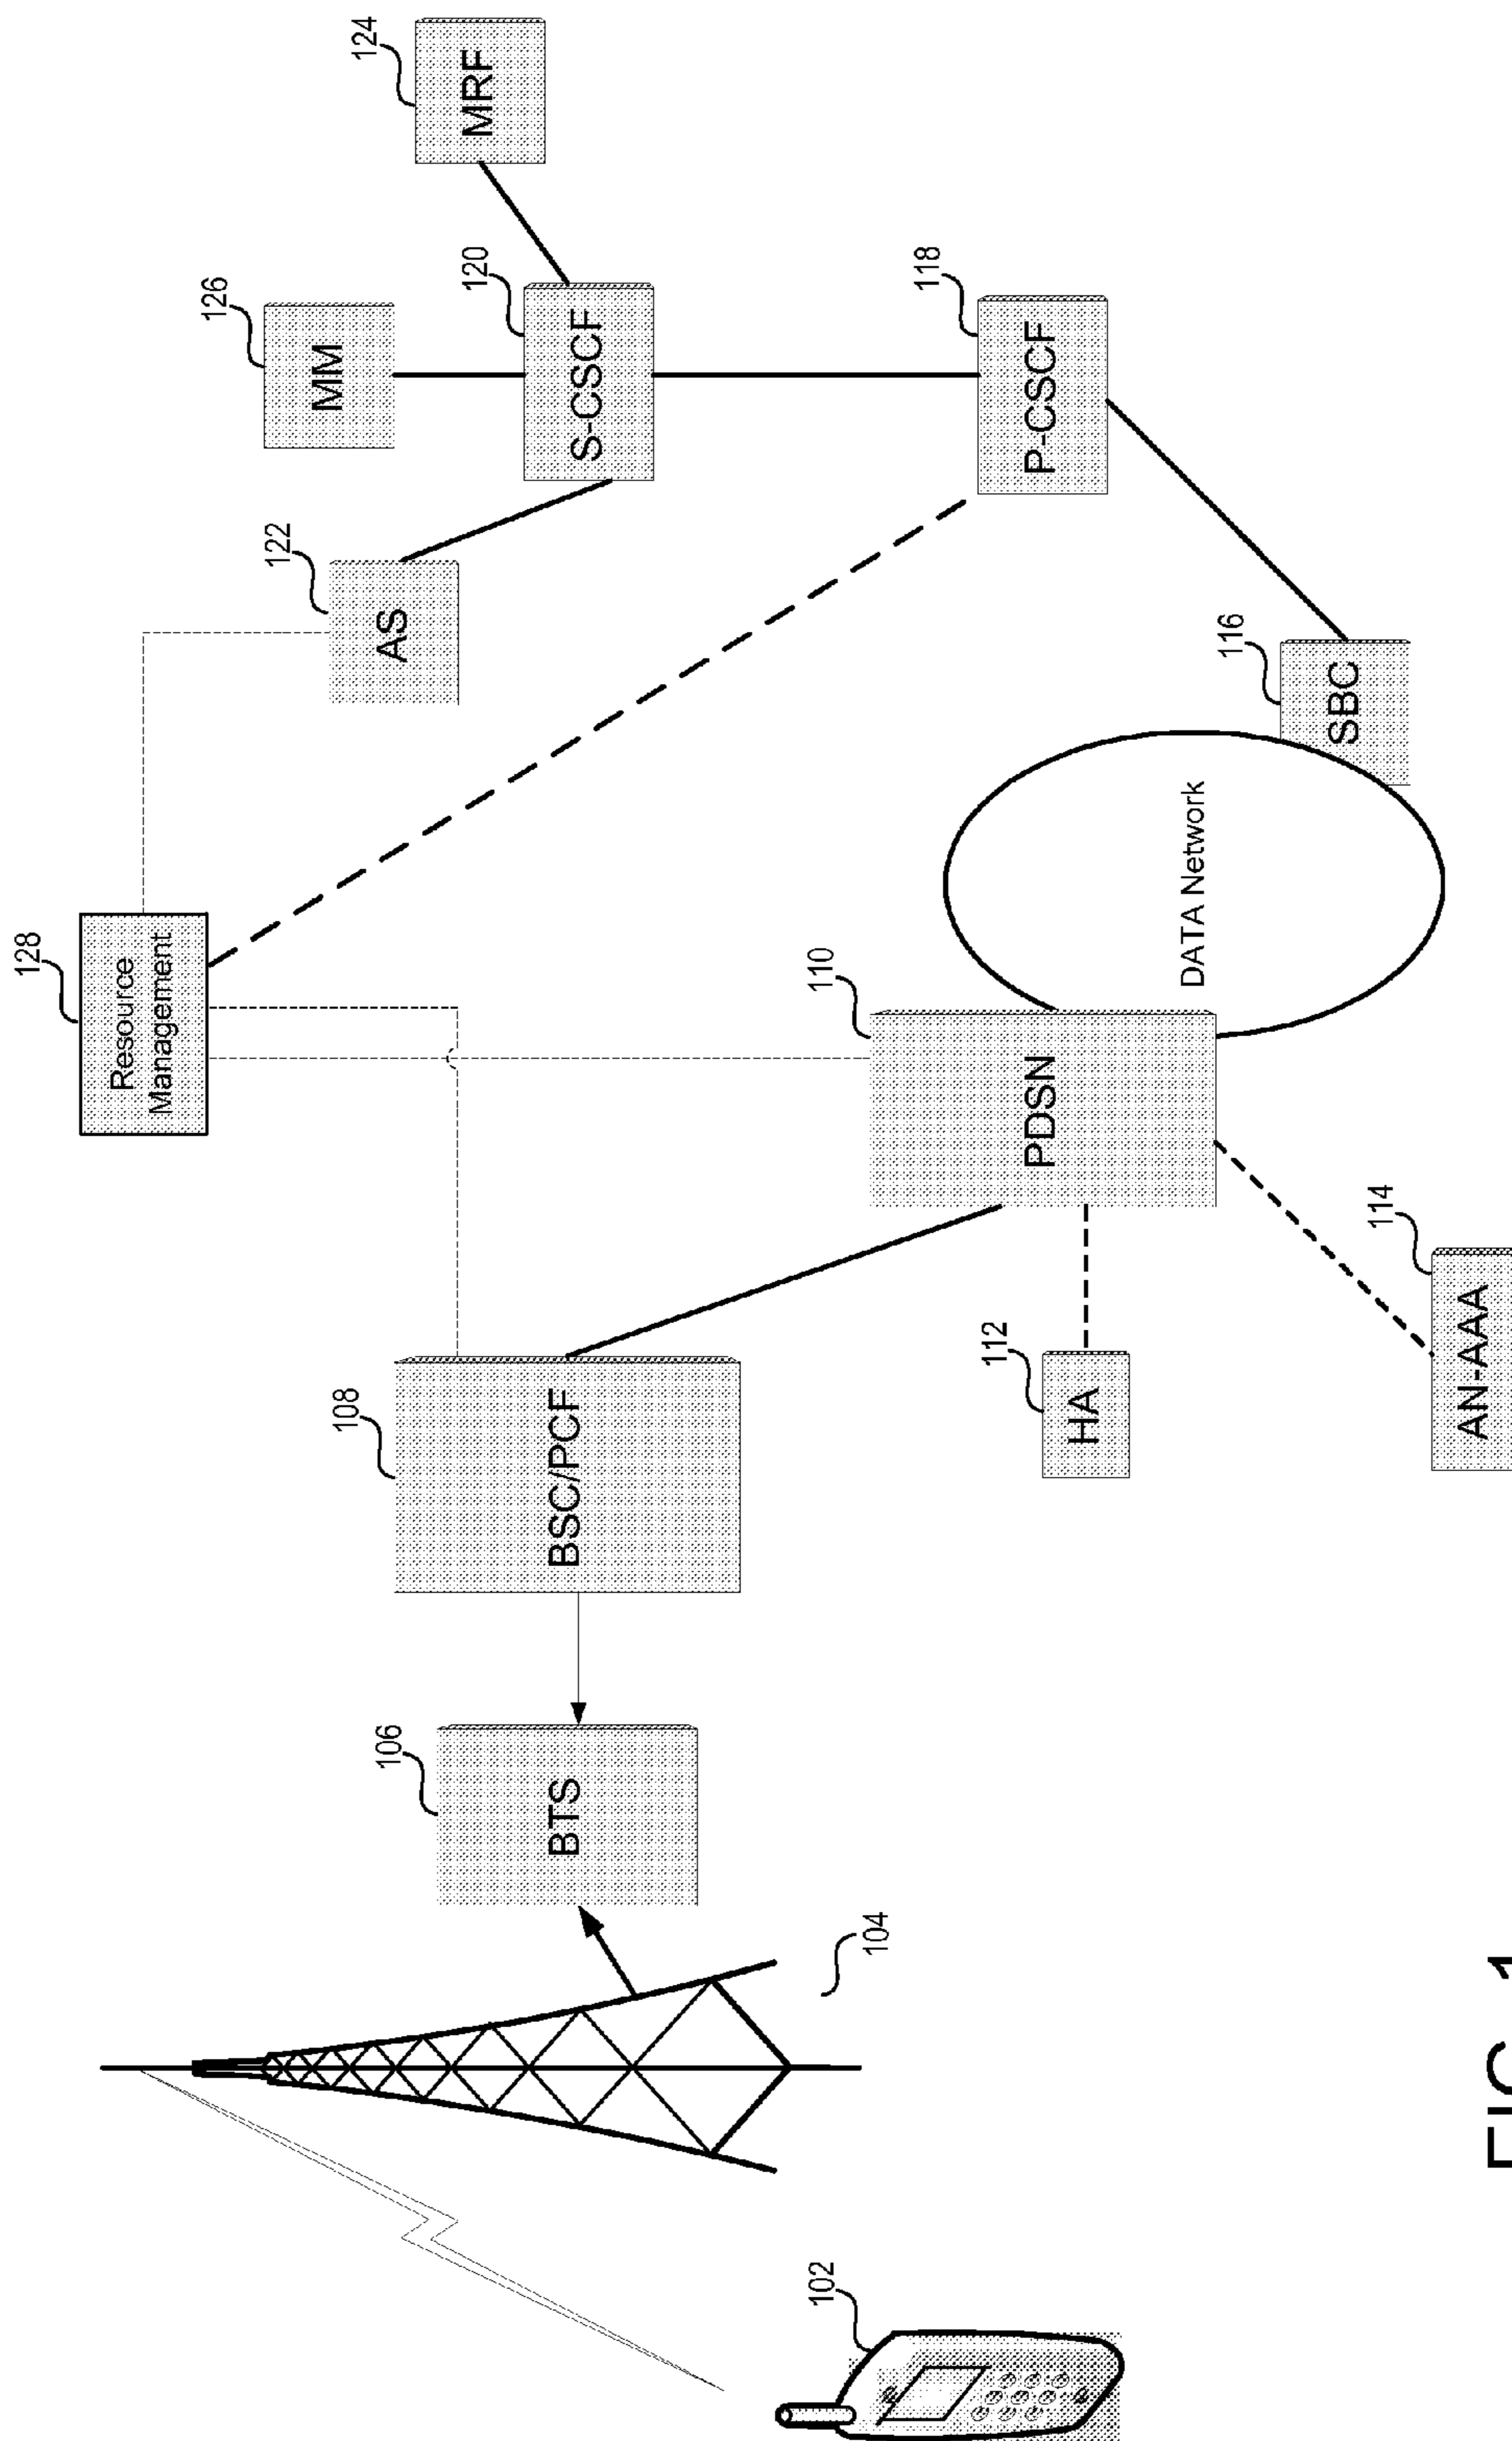 128
Resource
Management
126
MM
122
AS
124
MRF
108
BSC/PCF
106
BTS
120
S-CSCF
102
104
110
PDSN
118
P-CSCF
112
HA
DATA Network
116
SBC
114
AN-AAA
FIG. 1